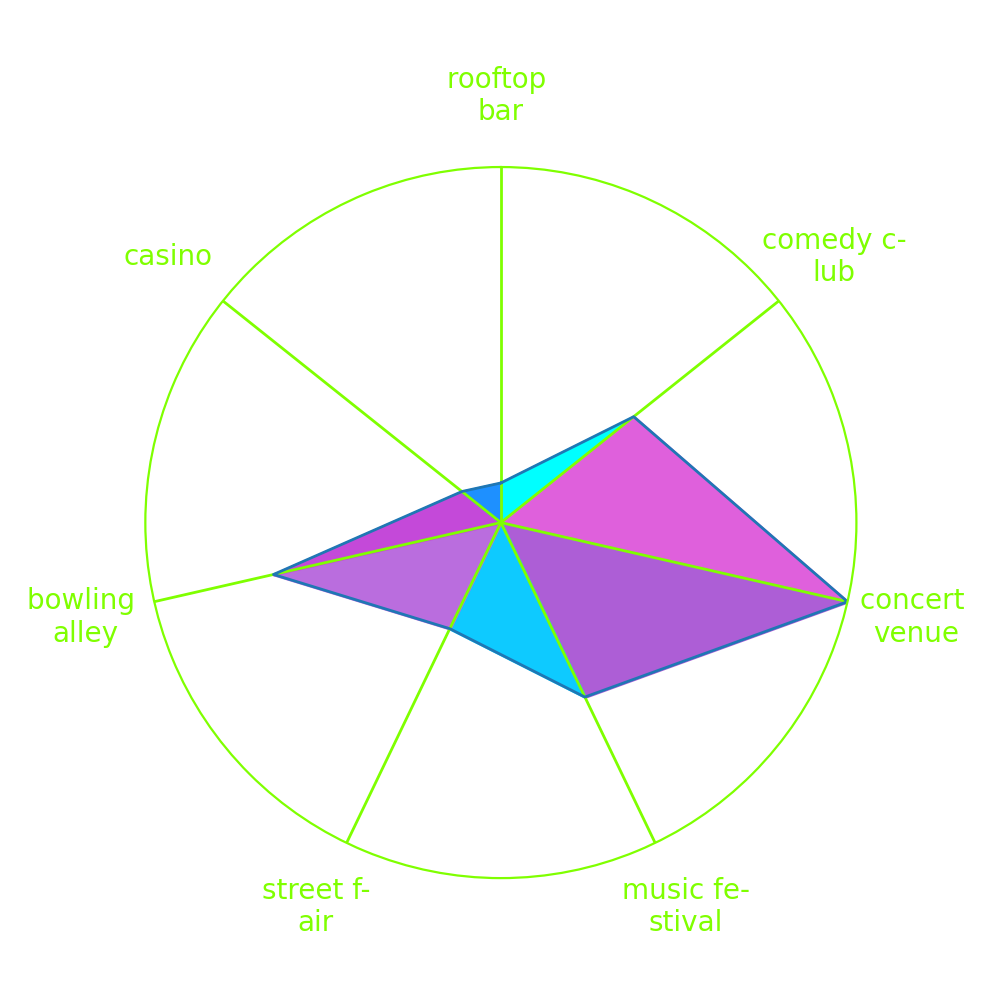 rooftop
bar
comedy c-
lub
casino
concert
venue
bowling
alley
street f-
air
music fe-
stival